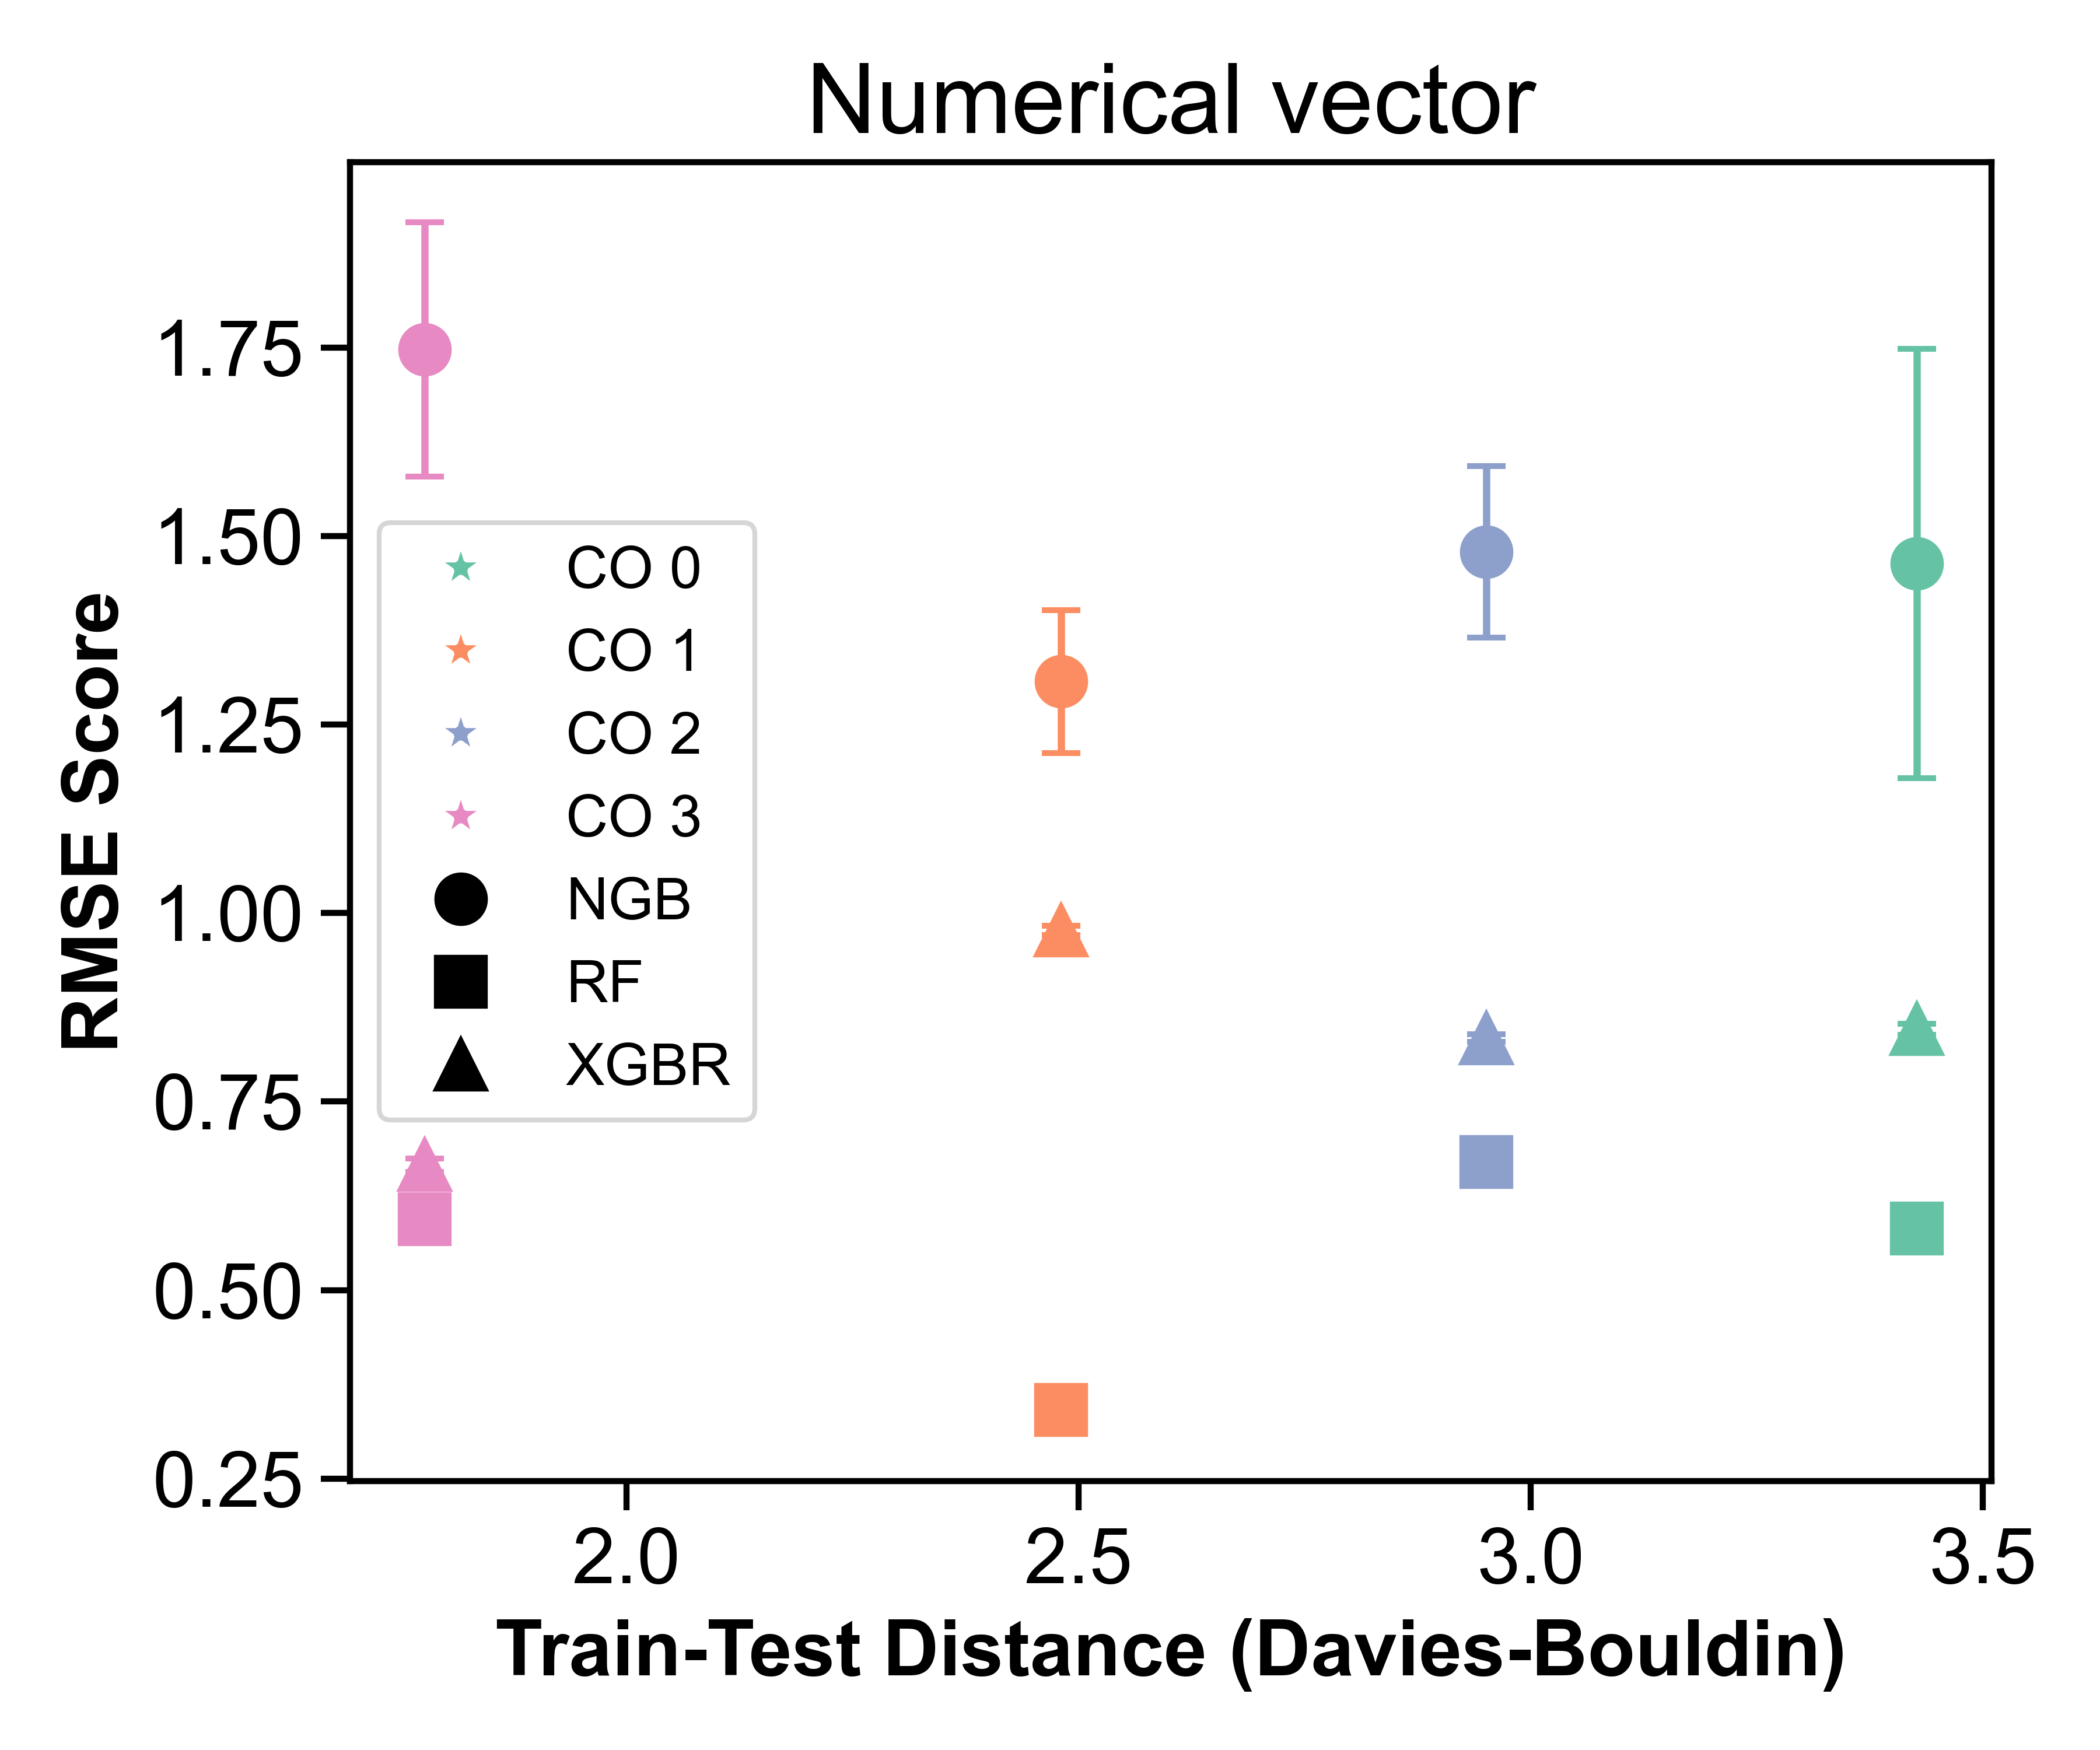 Numerical vector
RMSE Score
1.75
1.50
1.25
1.00
0.75
0.50
0.25
CO 0
CO 1
CO 2
CO 3
NGB
RF
XGBR
2.0 2.5 3.0 3.5
Train-Test Distance (Davies-Bouldin)